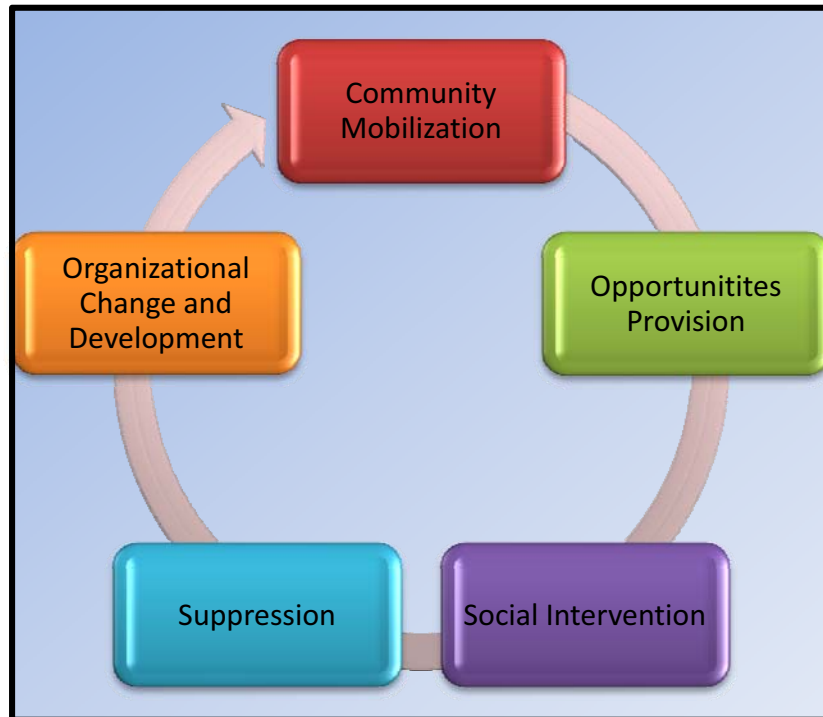 Community
Mobilization
Opportunitites
Provision
Social Intervention
Suppression
Organizational
Change and
Development